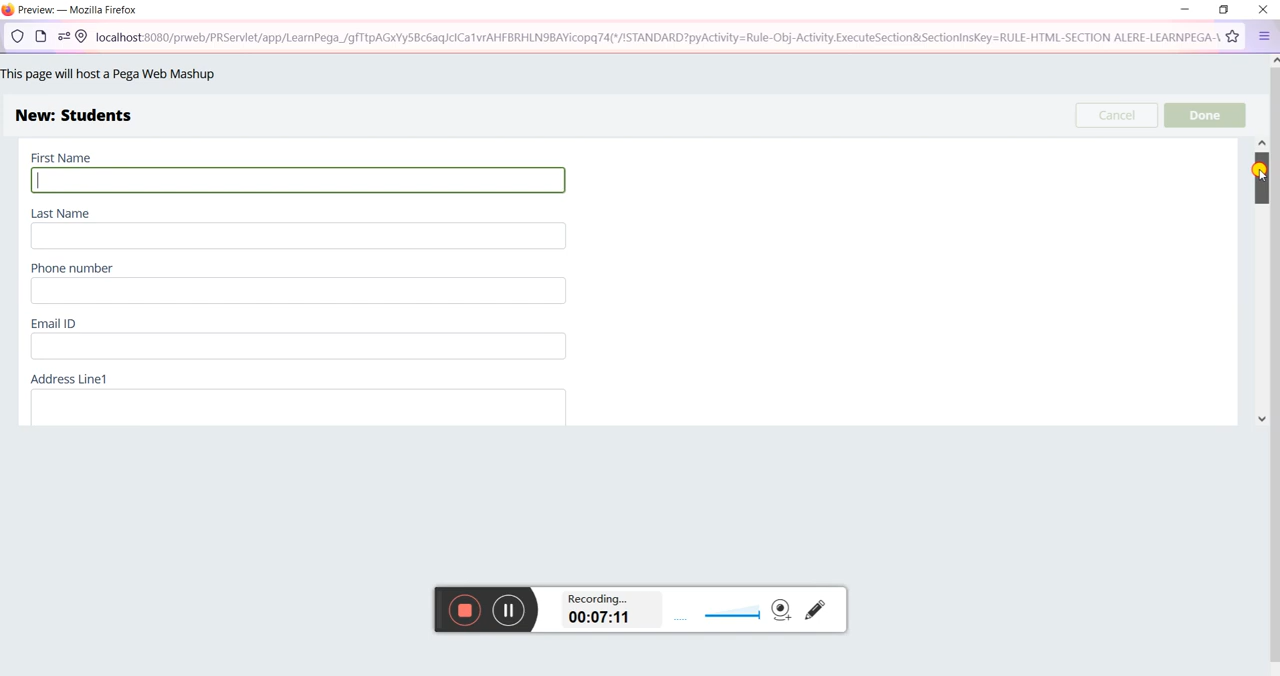 Preview: — Mozilla Firefox
localhost:8080/prweb/PRServlet/app/LearnPega_/gfTtpAGxYy5Bc6aqJcICa1vrAHFBRHLN9BAYicopq74(*/!STANDARD?pyActivity=Rule-Obj-Activity.ExecuteSection&SectionInsKey=RULE-HTML-SECTION ALERE-LEARNPEGA-
This page will host a Pega Web Mashup
New: Students
Cancel
Done
First Name
Last Name
Phone number
Email ID
Address Line1
Recording...
00:07:11